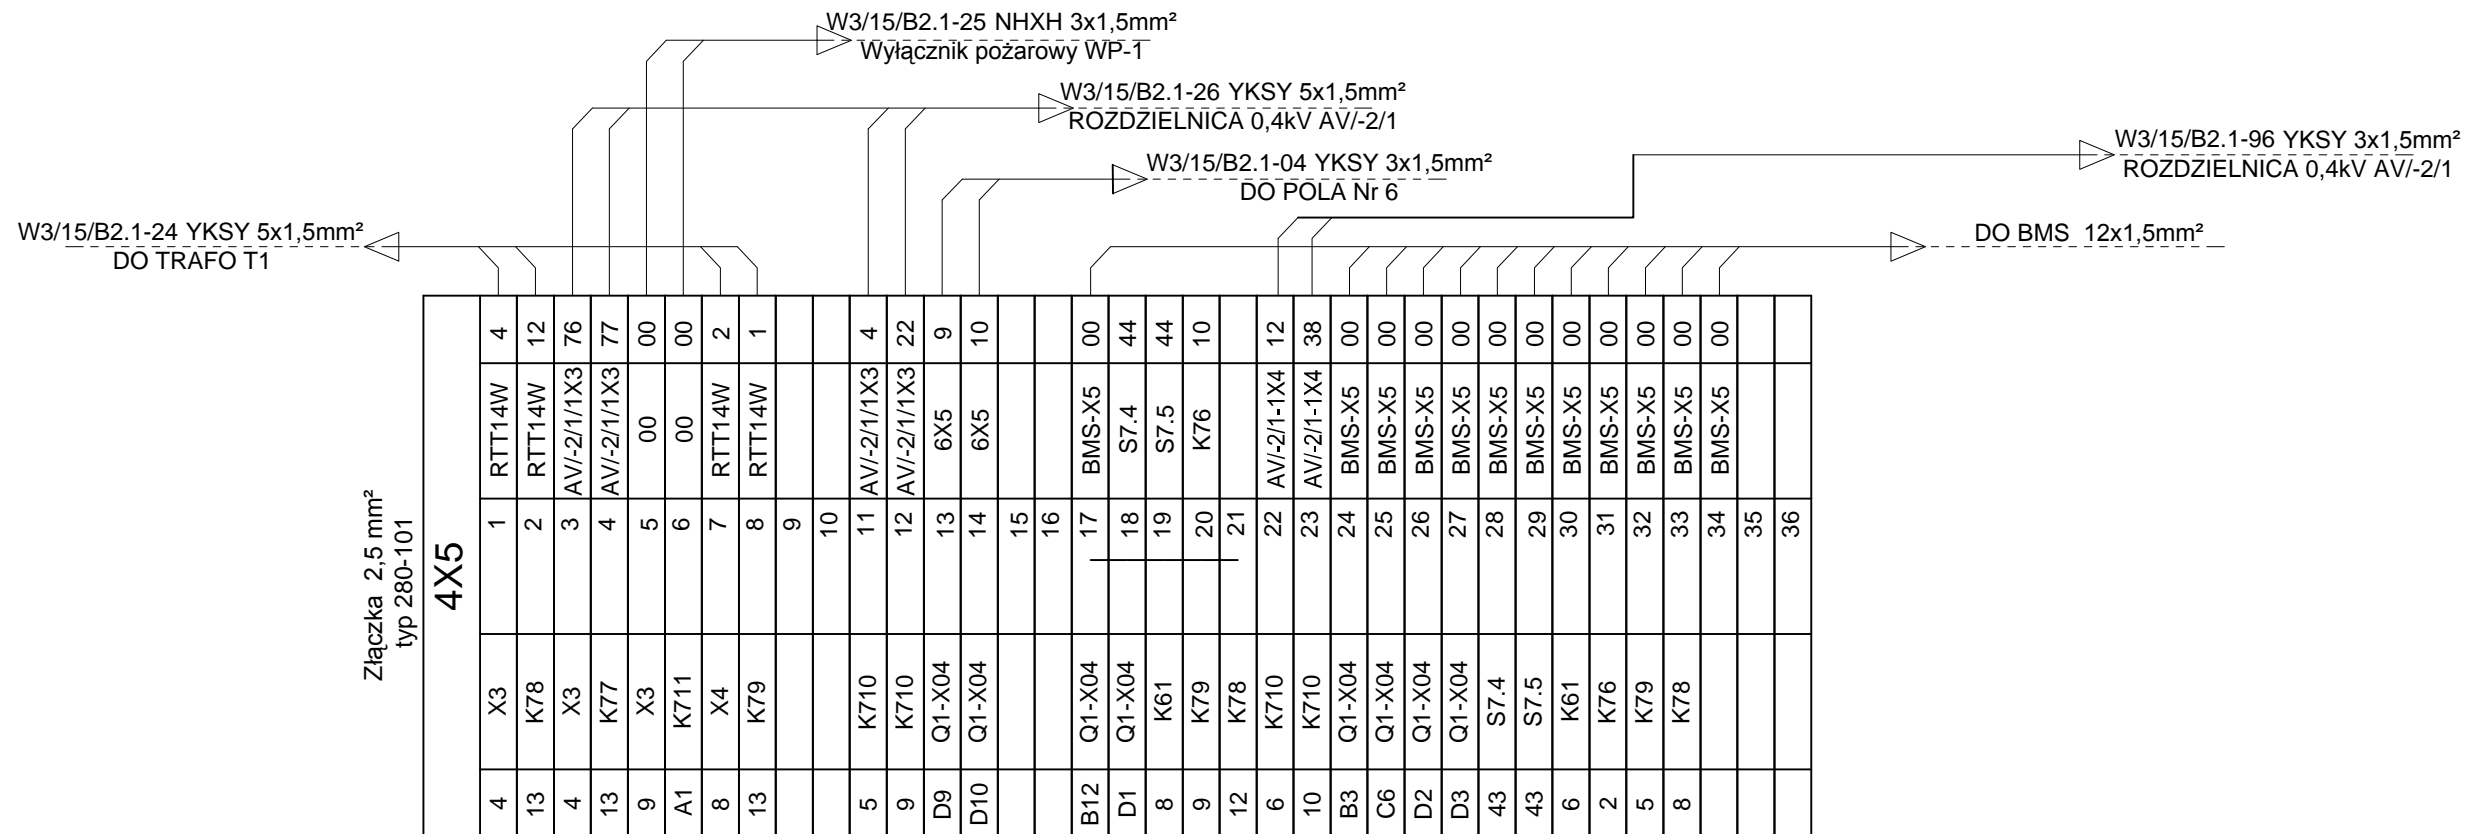 W3/15/B2.1-25 NHXH 3x1,5mm²
Wyłącznik pożarowy WP-1
W3/15/B2.1-26 YKSY 5x1,5mm²
ROZDZIELNICA 0,4kV AV/-2/1
W3/15/B2.1-04 YKSY 3x1,5mm²
DO POLA Nr 6
W3/15/B2.1-96 YKSY 3x1,5mm²
ROZDZIELNICA 0,4kV AV/-2/1
W3/15/B2.1-24 YKSY 5x1,5mm²
DO TRAFO T1
DO BMS 12x1,5mm²
Złączka 2,5 mm²
typ 280-101
4X5
4 12 76 77 00 00 2 1 4 22 9 10 00 44 44 10 12 38 00 00 00 00 00 00 00 00 00 00 00
RTT14W RTT14W AV/-2/1/1X3 AV/-2/1/1X3 00 00 RTT14W RTT14W AV/-2/1/1X3 AV/-2/1/1X3 6X5 6X5 BMS-X5 S7.4 S7.5 K76 AV/-2/1-1X4 AV/-2/1-1X4 BMS-X5 BMS-X5 BMS-X5 BMS-X5 BMS-X5 BMS-X5 BMS-X5 BMS-X5 BMS-X5 BMS-X5 BMS-X5
1 2 3 4 5 6 7 8 9 10 11 12 13 14 15 16 17 18 19 20 21 22 23 24 25 26 27 28 29 30 31 32 33 34 35 36
X3 K78 X3 K77 X3 K711 X4 K79 K710 K710 Q1-X04 Q1-X04 Q1-X04 Q1-X04 K61 K79 K78 K710 K710 Q1-X04 Q1-X04 Q1-X04 Q1-X04 S7.4 S7.5 K61 K76 K79 K78
4 13 4 13 9 A1 8 13 5 9 D9 D10 B12 D1 8 9 12 6 10 B3 C6 D2 D3 43 43 6 2 5 8